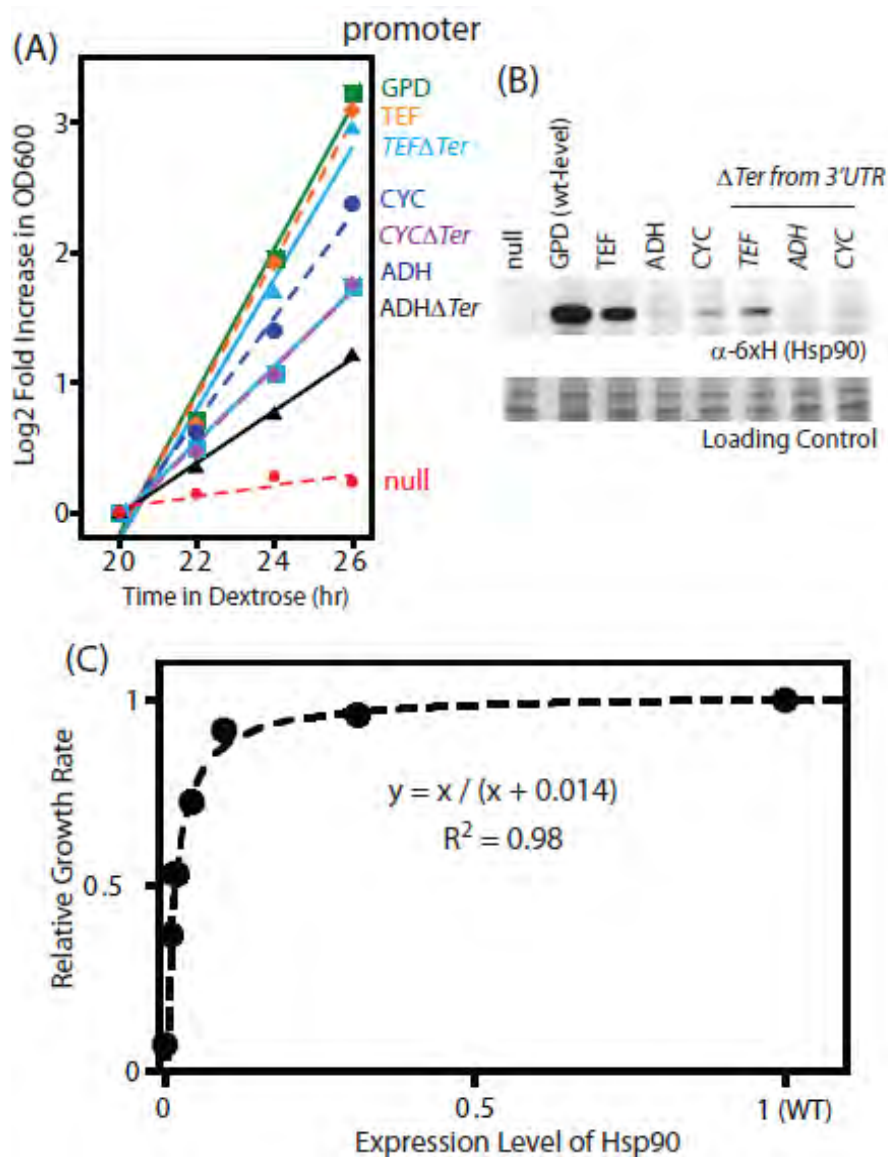 (A)
promoter
Log2 Fold Increase in OD600
3
2
1
0
20 22 24 26
Time in Dextrose (hr)
GPD
TEF
TEFΔTer
CYC
CYCΔTer
ADH
ADHΔTer
null
(B)
null
GPD (wt-level)
TEF
ADH
CYC
ΔTer from 3'UTR
TEF
ADH
CYC
α-6xH (Hsp90)
Loading Control
(C)
Relative Growth Rate
1
0.5
0
y = x / (x + 0.014)
R² = 0.98
0 0.5 1 (WT)
Expression Level of Hsp90